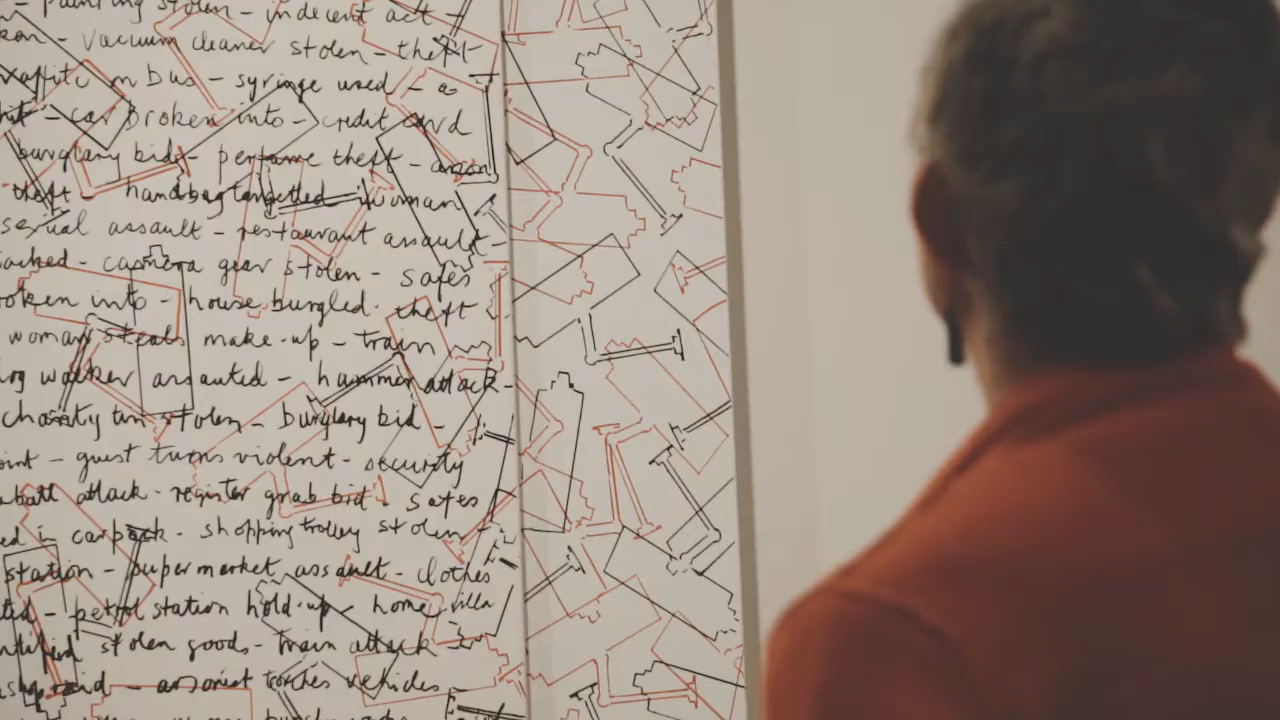 - painting stolen - indecent act -
- vacuum cleaner stolen - theft
graffiti on bus - syringe used - a
- car broken into - credit card
burglary bid - perfume theft - arson
theft - handbag targetted - woman
sexual assault - restaurant assault -
- camera gear stolen - safes
broken into - house burgled - theft -
woman steals make-up - train
walker assaulted - hammer attack -
charity tin stolen - burglary bid -
- guest turns violent - security
attack - register grab bid - safes
in carpark - shopping trolley stolen -
station - supermarket assault - clothes
- petrol station hold-up - home villa
stolen goods - train attack -
raid - arsonist torches vehicles -